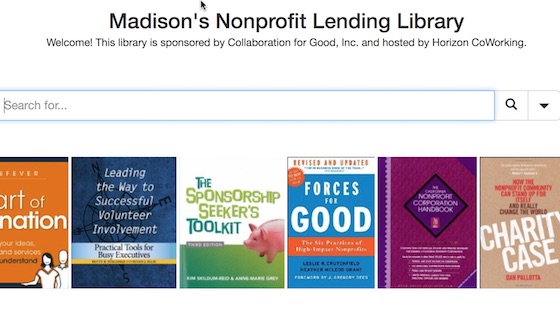 Madison's Nonprofit Lending Library
Welcome! This library is sponsored by Collaboration for Good, Inc. and hosted by Horizon CoWorking.
Search for...
EFEVER
art of
nation
your ideas,
and services
understand
Leading
the Way to
Successful
Volunteer
Involvement
Practical Tools for
Busy Executives
THE
SPONSORSHIP
SEEKER'S
TOOLKIT
THIRD EDITION
KIM SKILDUM-REID & ANNE-MARIE GREY
REVISED AND UPDATED
FORCES
FOR
GOOD
The Six Practices of
High-Impact Nonprofits
LESLIE R. CRUTCHFIELD
HEATHER MCLEOD GRANT
FOREWORD BY J. GREGORY DEES
THE CALIFORNIA
NONPROFIT
CORPORATION
HANDBOOK
HOW THE
NONPROFIT COMMUNITY
CAN STAND UP FOR
ITSELF
AND REALLY
CHANGE THE WORLD
CHARITY
CASE
DAN PALLOTTA